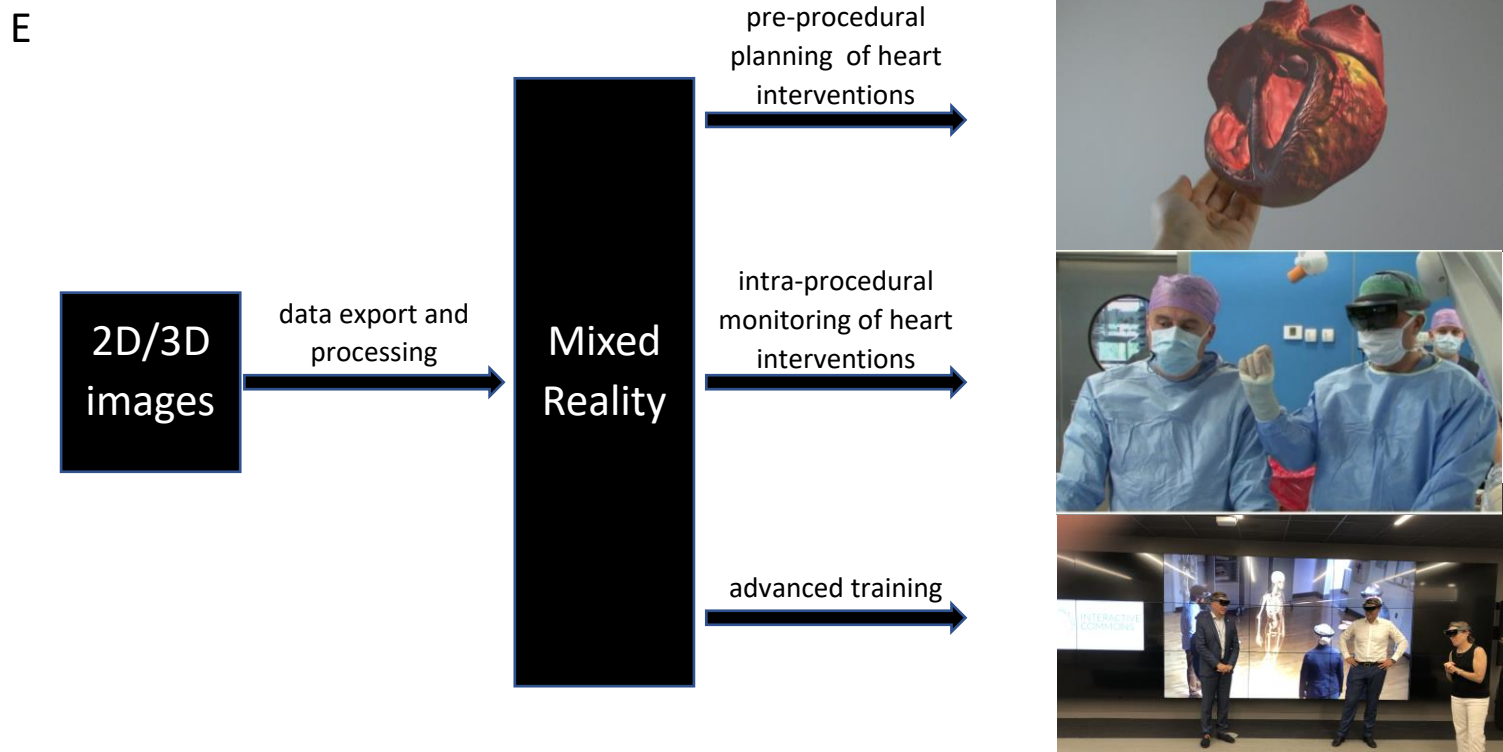 E
2D/3D
images
data export and
processing
Mixed
Reality
pre-procedural
planning of heart
interventions
intra-procedural
monitoring of heart
interventions
advanced training
INTERACTIVE
COMMONS